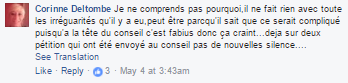 Corinne Deltombe Je ne comprends pas pourquoi,il ne fait rien avec toute
les irréguarités qu'il y a eu,peut être parcqu'il sait que ce serait compliqué
puisqu'a la tête du conseil c'est fabius donc ça craint...deja sur deux
pétition qui ont été envoyé au conseil pas de nouvelles silence....
See Translation
Like · Reply · 3 · May 4 at 3:43am